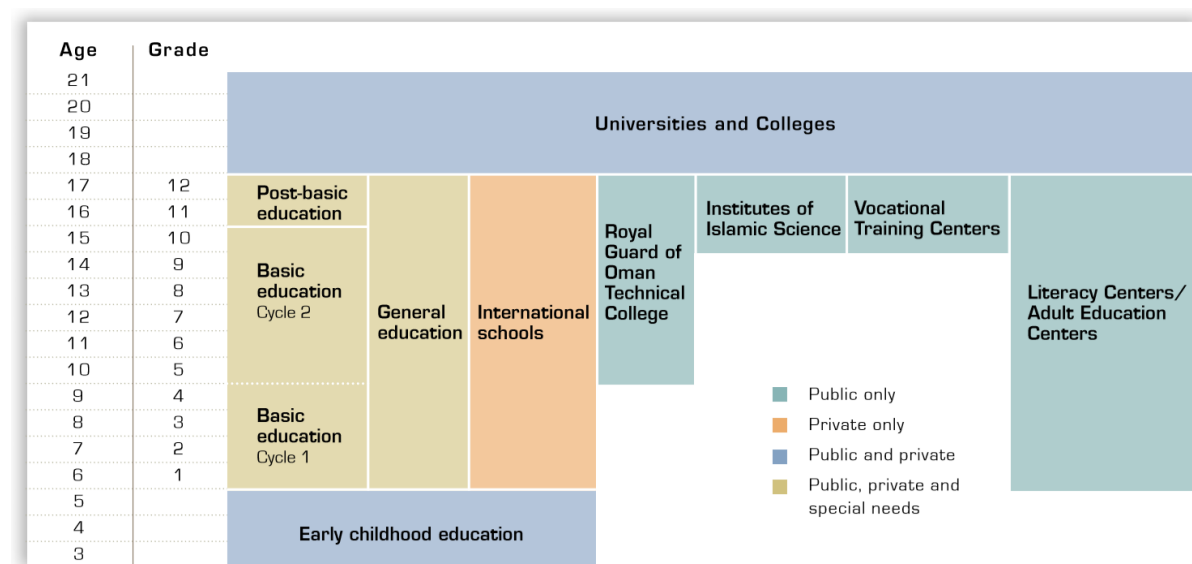 Age Grade
21
20
19
18
Universities and Colleges
17 12
16 11
15 10
14 9
13 8
12 7
11 6
10 5
9 4
8 3
7 2
6 1
5
4
3
Post-basic
education
Basic
education
Cycle 2
Basic
education
Cycle 1
General
education
International
schools
Royal
Guard of
Oman
Technical
College
Institutes of
Islamic Science
Vocational
Training Centers
Literacy Centers/
Adult Education
Centers
Early childhood education
Public only
Private only
Public and private
Public, private and
special needs